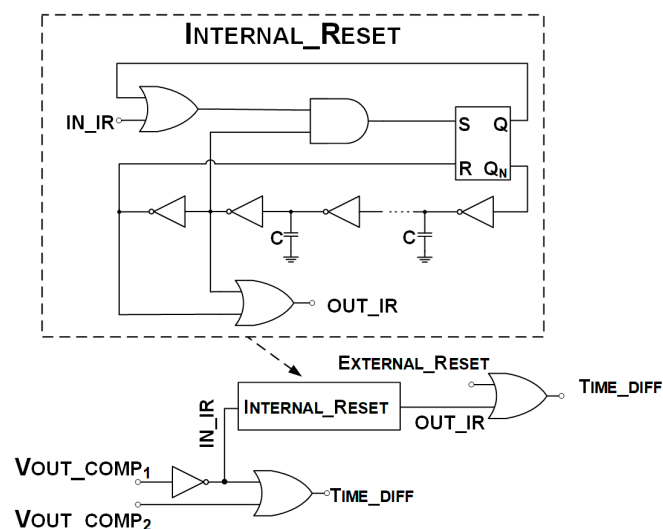 INTERNAL_RESET
IN_IR
S Q
R QN
C C
OUT_IR
EXTERNAL_RESET
TIME_DIFF
INTERNAL_RESET
OUT_IR
IN_IR
VOUT_COMP1
TIME_DIFF
VOUT_COMP2